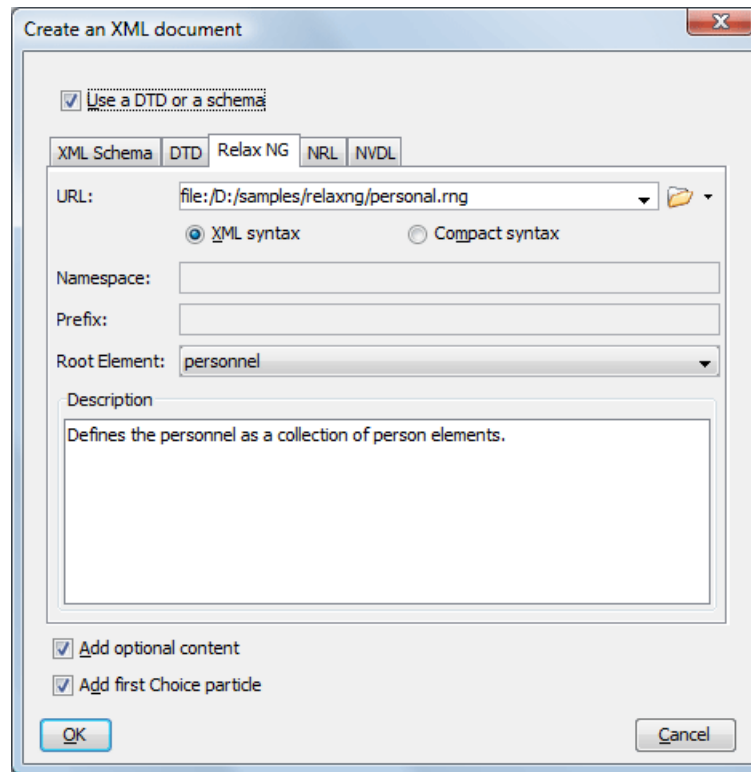 Create an XML document
Use a DTD or a schema
XML Schema DTD Relax NG NRL NVDL
URL: file:/D:/samples/relaxng/personal.rng
XML syntax Compact syntax
Namespace:
Prefix:
Root Element: personnel
Description
Defines the personnel as a collection of person elements.
Add optional content
Add first Choice particle
OK Cancel